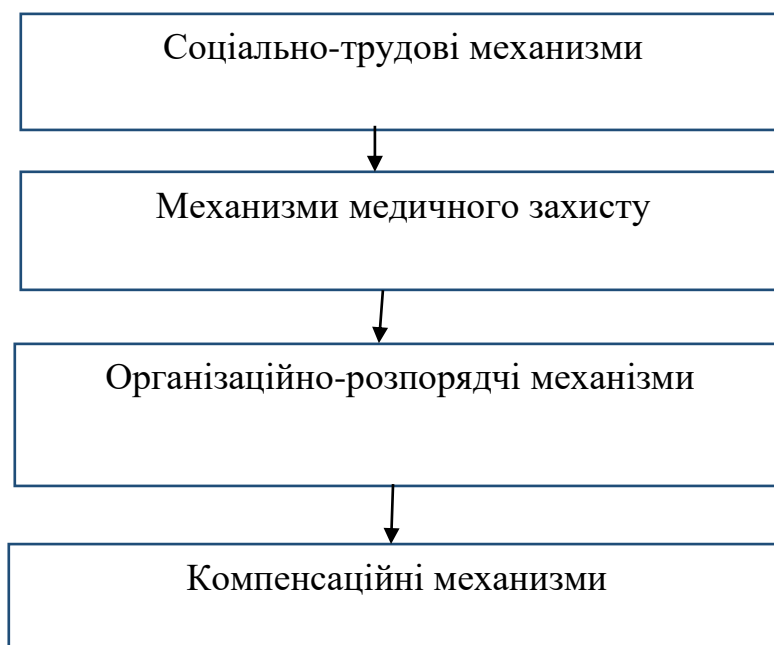 Соціально-трудові механизми
Механизми медичного захисту
Організаційно-розпорядчі механізми
Компенсаційні механизми